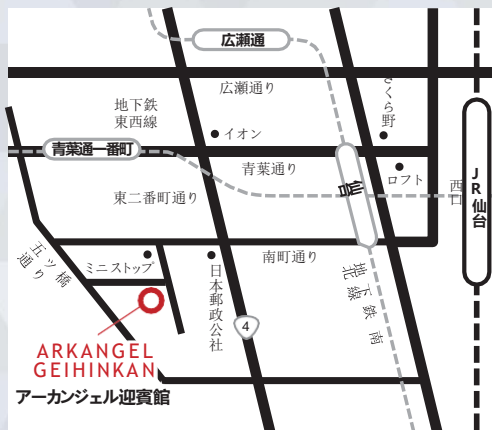 広瀬通
広瀬通り
地下鉄
東西線
さくら野
イオン
青葉通一番町
青葉通り
ロフト
西口
JR仙台
仙
東二番町通り
五ツ橋
通り
ミニストップ
日本郵政公社
南町通り
地下鉄南
北線
4
ARKANGEL
GEIHINKAN
アーカンジェル迎賓館